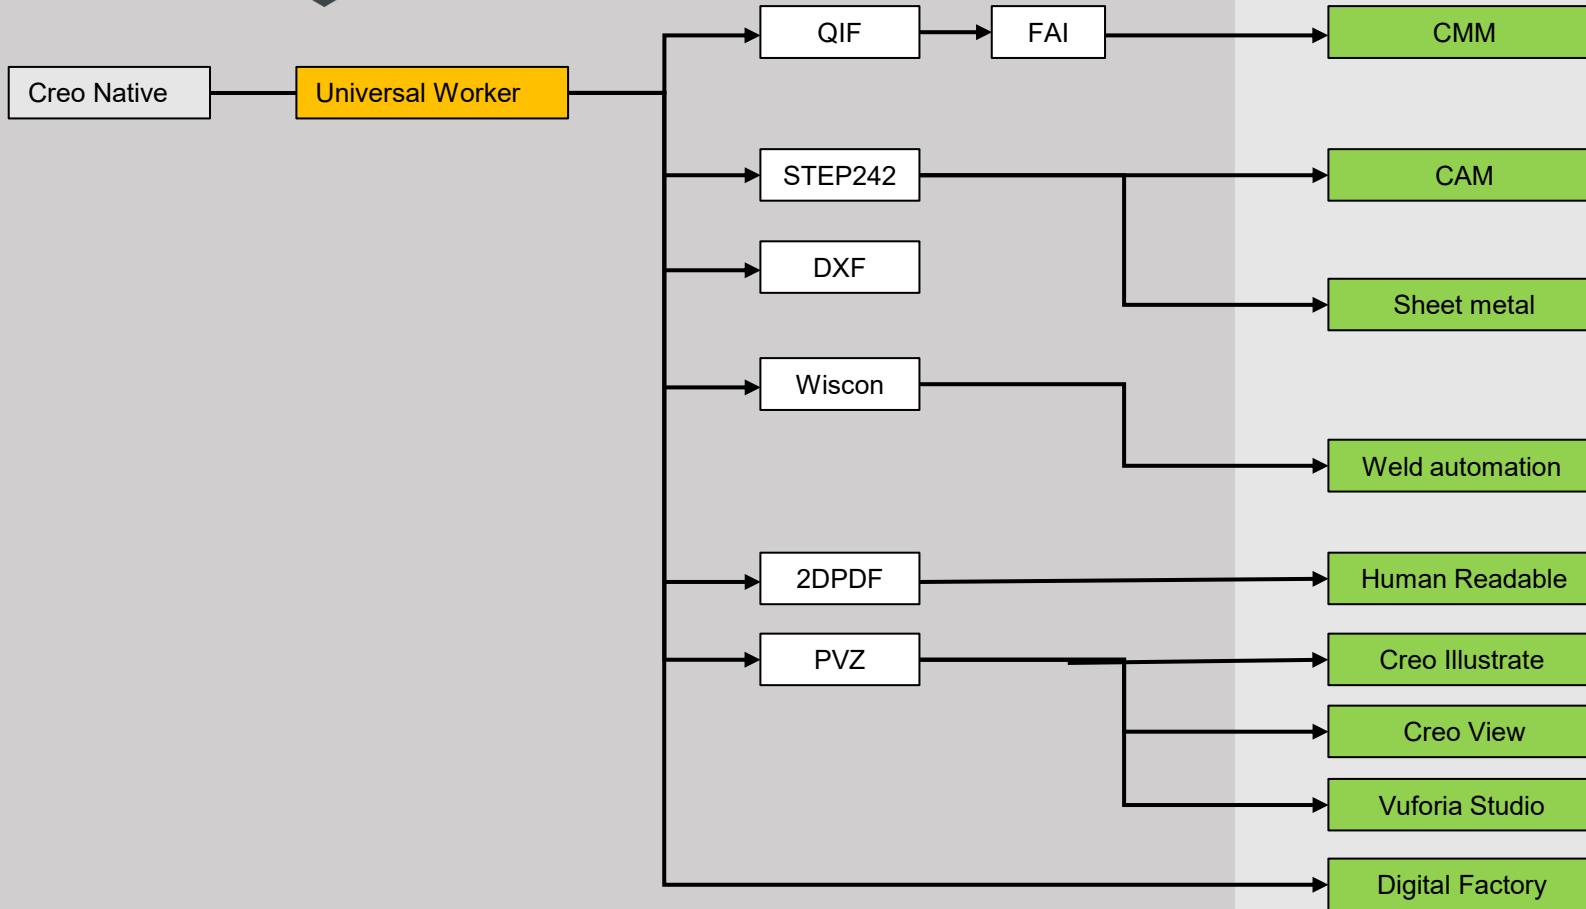 QIF
FAI
CMM
Creo Native
Universal Worker
STEP242
CAM
DXF
Sheet metal
Wiscon
Weld automation
2DPDF
Human Readable
PVZ
Creo Illustrate
Creo View
Vuforia Studio
Digital Factory